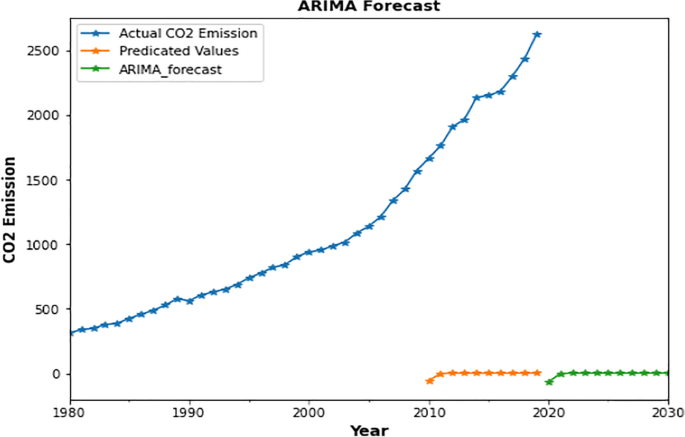 ARIMA Forecast
Actual CO2 Emission
Predicated Values
ARIMA_forecast
CO2 Emission
2500
2000
1500
1000
500
0
1980 1990 2000 2010 2020 2030
Year